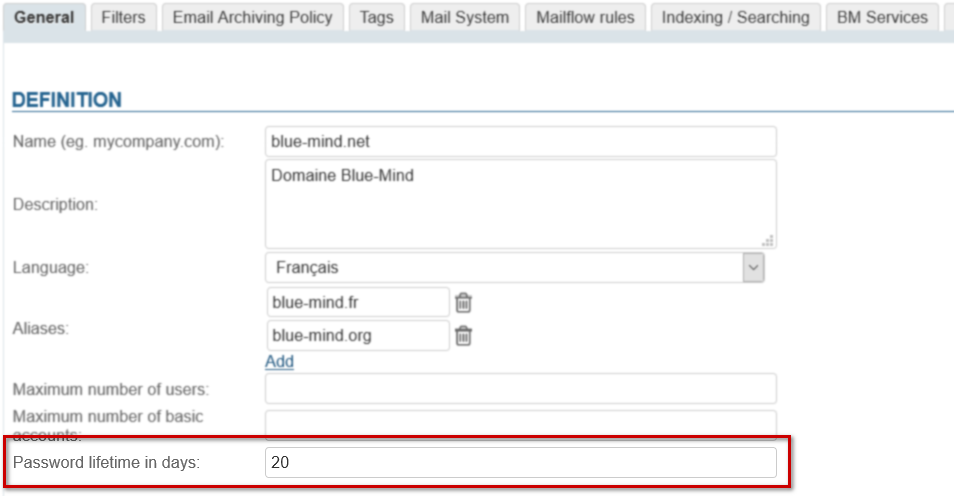 General Filters Email Archiving Policy Tags Mail System Mailflow rules Indexing / Searching BM Services
DEFINITION
Name (eg. mycompany.com): blue-mind.net
Description: Domaine Blue-Mind
Language: Français
Aliases: blue-mind.fr
blue-mind.org
Add
Maximum number of users:
Maximum number of basic
accounts:
Password lifetime in days: 20